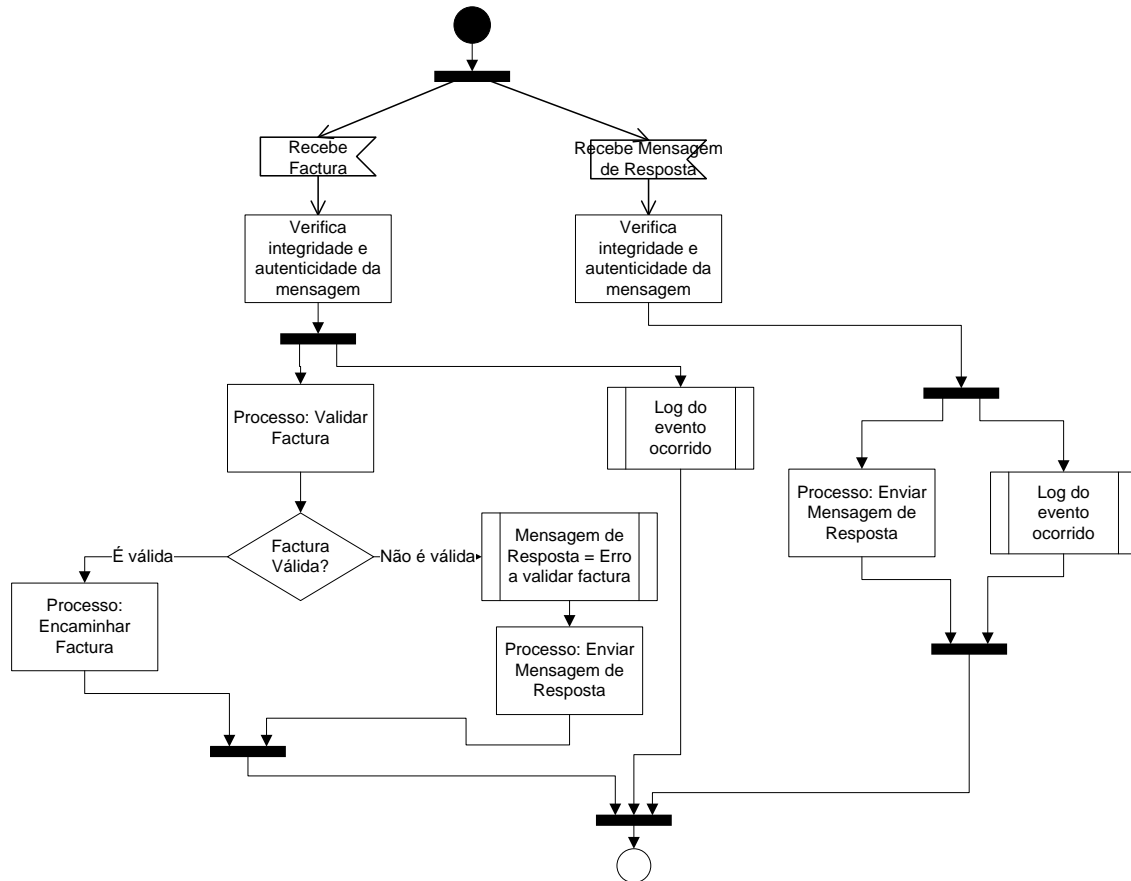 Recebe
Factura
Recebe Mensagem
de Resposta
Verifica
integridade e
autenticidade da
mensagem
Verifica
integridade e
autenticidade da
mensagem
Processo: Validar
Factura
Log do
evento
ocorrido
Processo: Enviar
Mensagem de
Resposta
Log do
evento
ocorrido
Factura
Válida?
É válida
Não é válida
Mensagem de
Resposta = Erro
a validar factura
Processo:
Encaminhar
Factura
Processo: Enviar
Mensagem de
Resposta